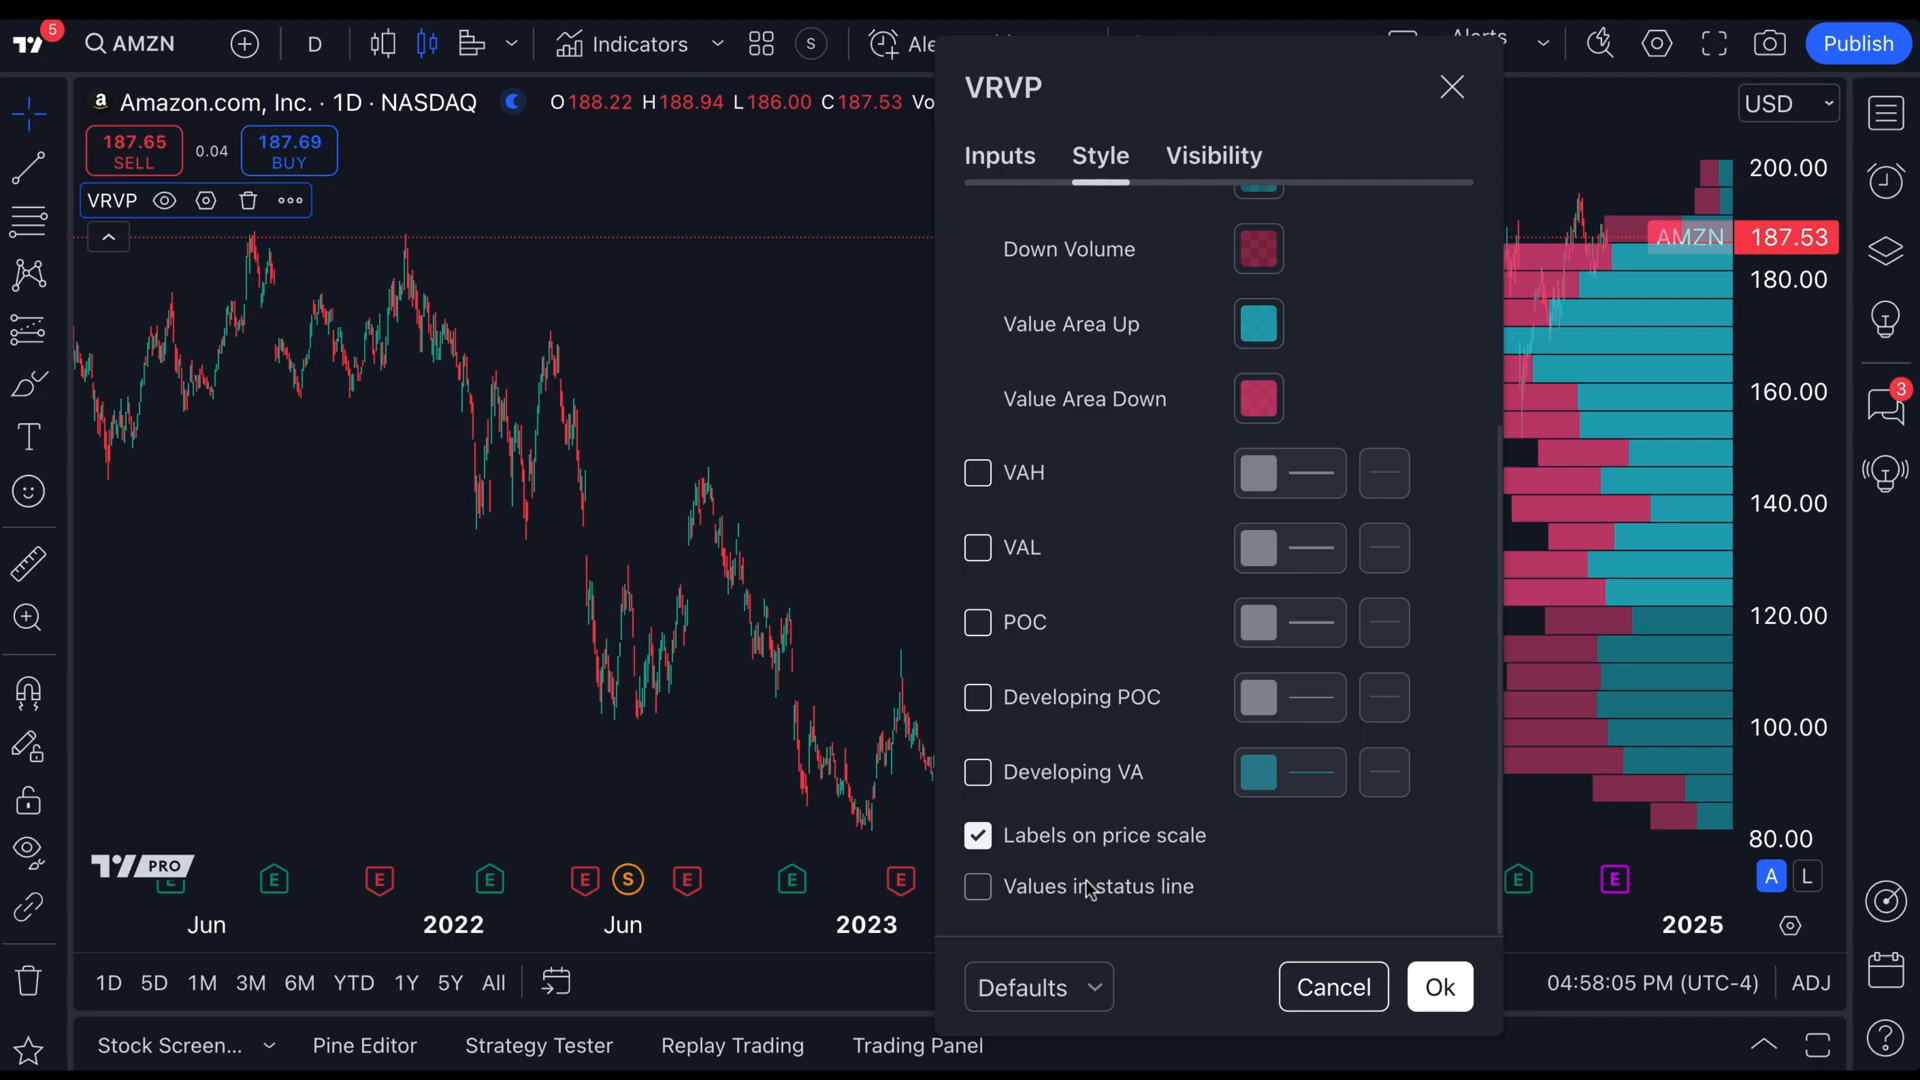 5
AMZN
D
Indicators
S
Ale
Alerts
Publish
a Amazon.com, Inc. · 1D · NASDAQ
O188.22 H188.94 L186.00 C187.53 Vo
187.65
SELL
0.04
187.69
BUY
VRVP
VRVP
Inputs
Style
Visibility
Down Volume
Value Area Up
Value Area Down
VAH
VAL
POC
Developing POC
Developing VA
Labels on price scale
Values in status line
Defaults
Cancel
Ok
USD
200.00
AMZN 187.53
180.00
160.00
140.00
120.00
100.00
80.00
3
A L
PRO
E E E E E S E E E E E
Jun 2022 Jun 2023 2025
1D 5D 1M 3M 6M YTD 1Y 5Y All
04:58:05 PM (UTC-4) ADJ
Stock Screen... Pine Editor Strategy Tester Replay Trading Trading Panel